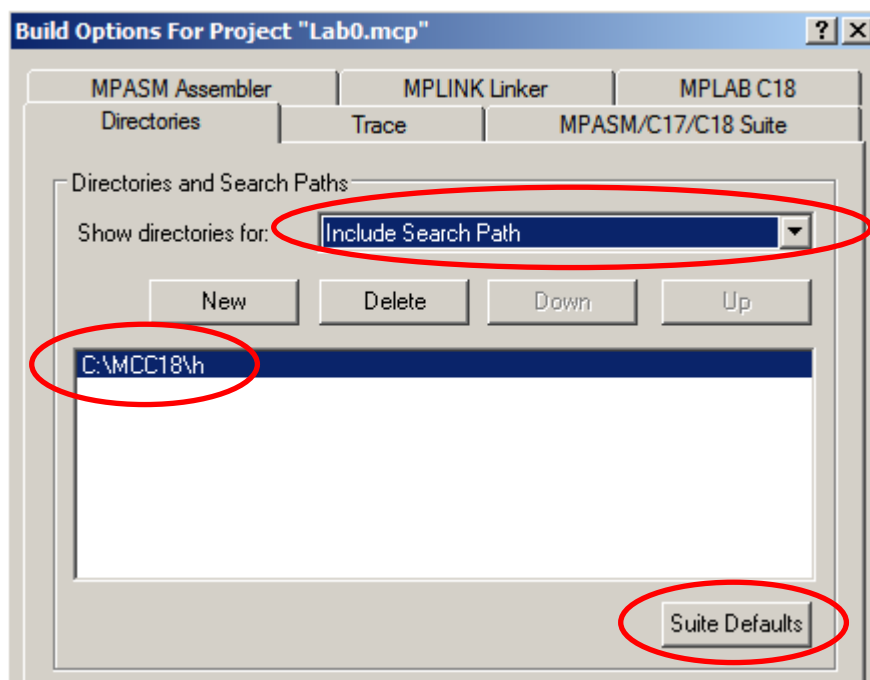 Build Options For Project "Lab0.mcp"
MPASM Assembler MPLINK Linker MPLAB C18
Directories Trace MPASM/C17/C18 Suite
Directories and Search Paths
Show directories for: Include Search Path
New Delete Down Up
C:\MCC18\h
Suite Defaults